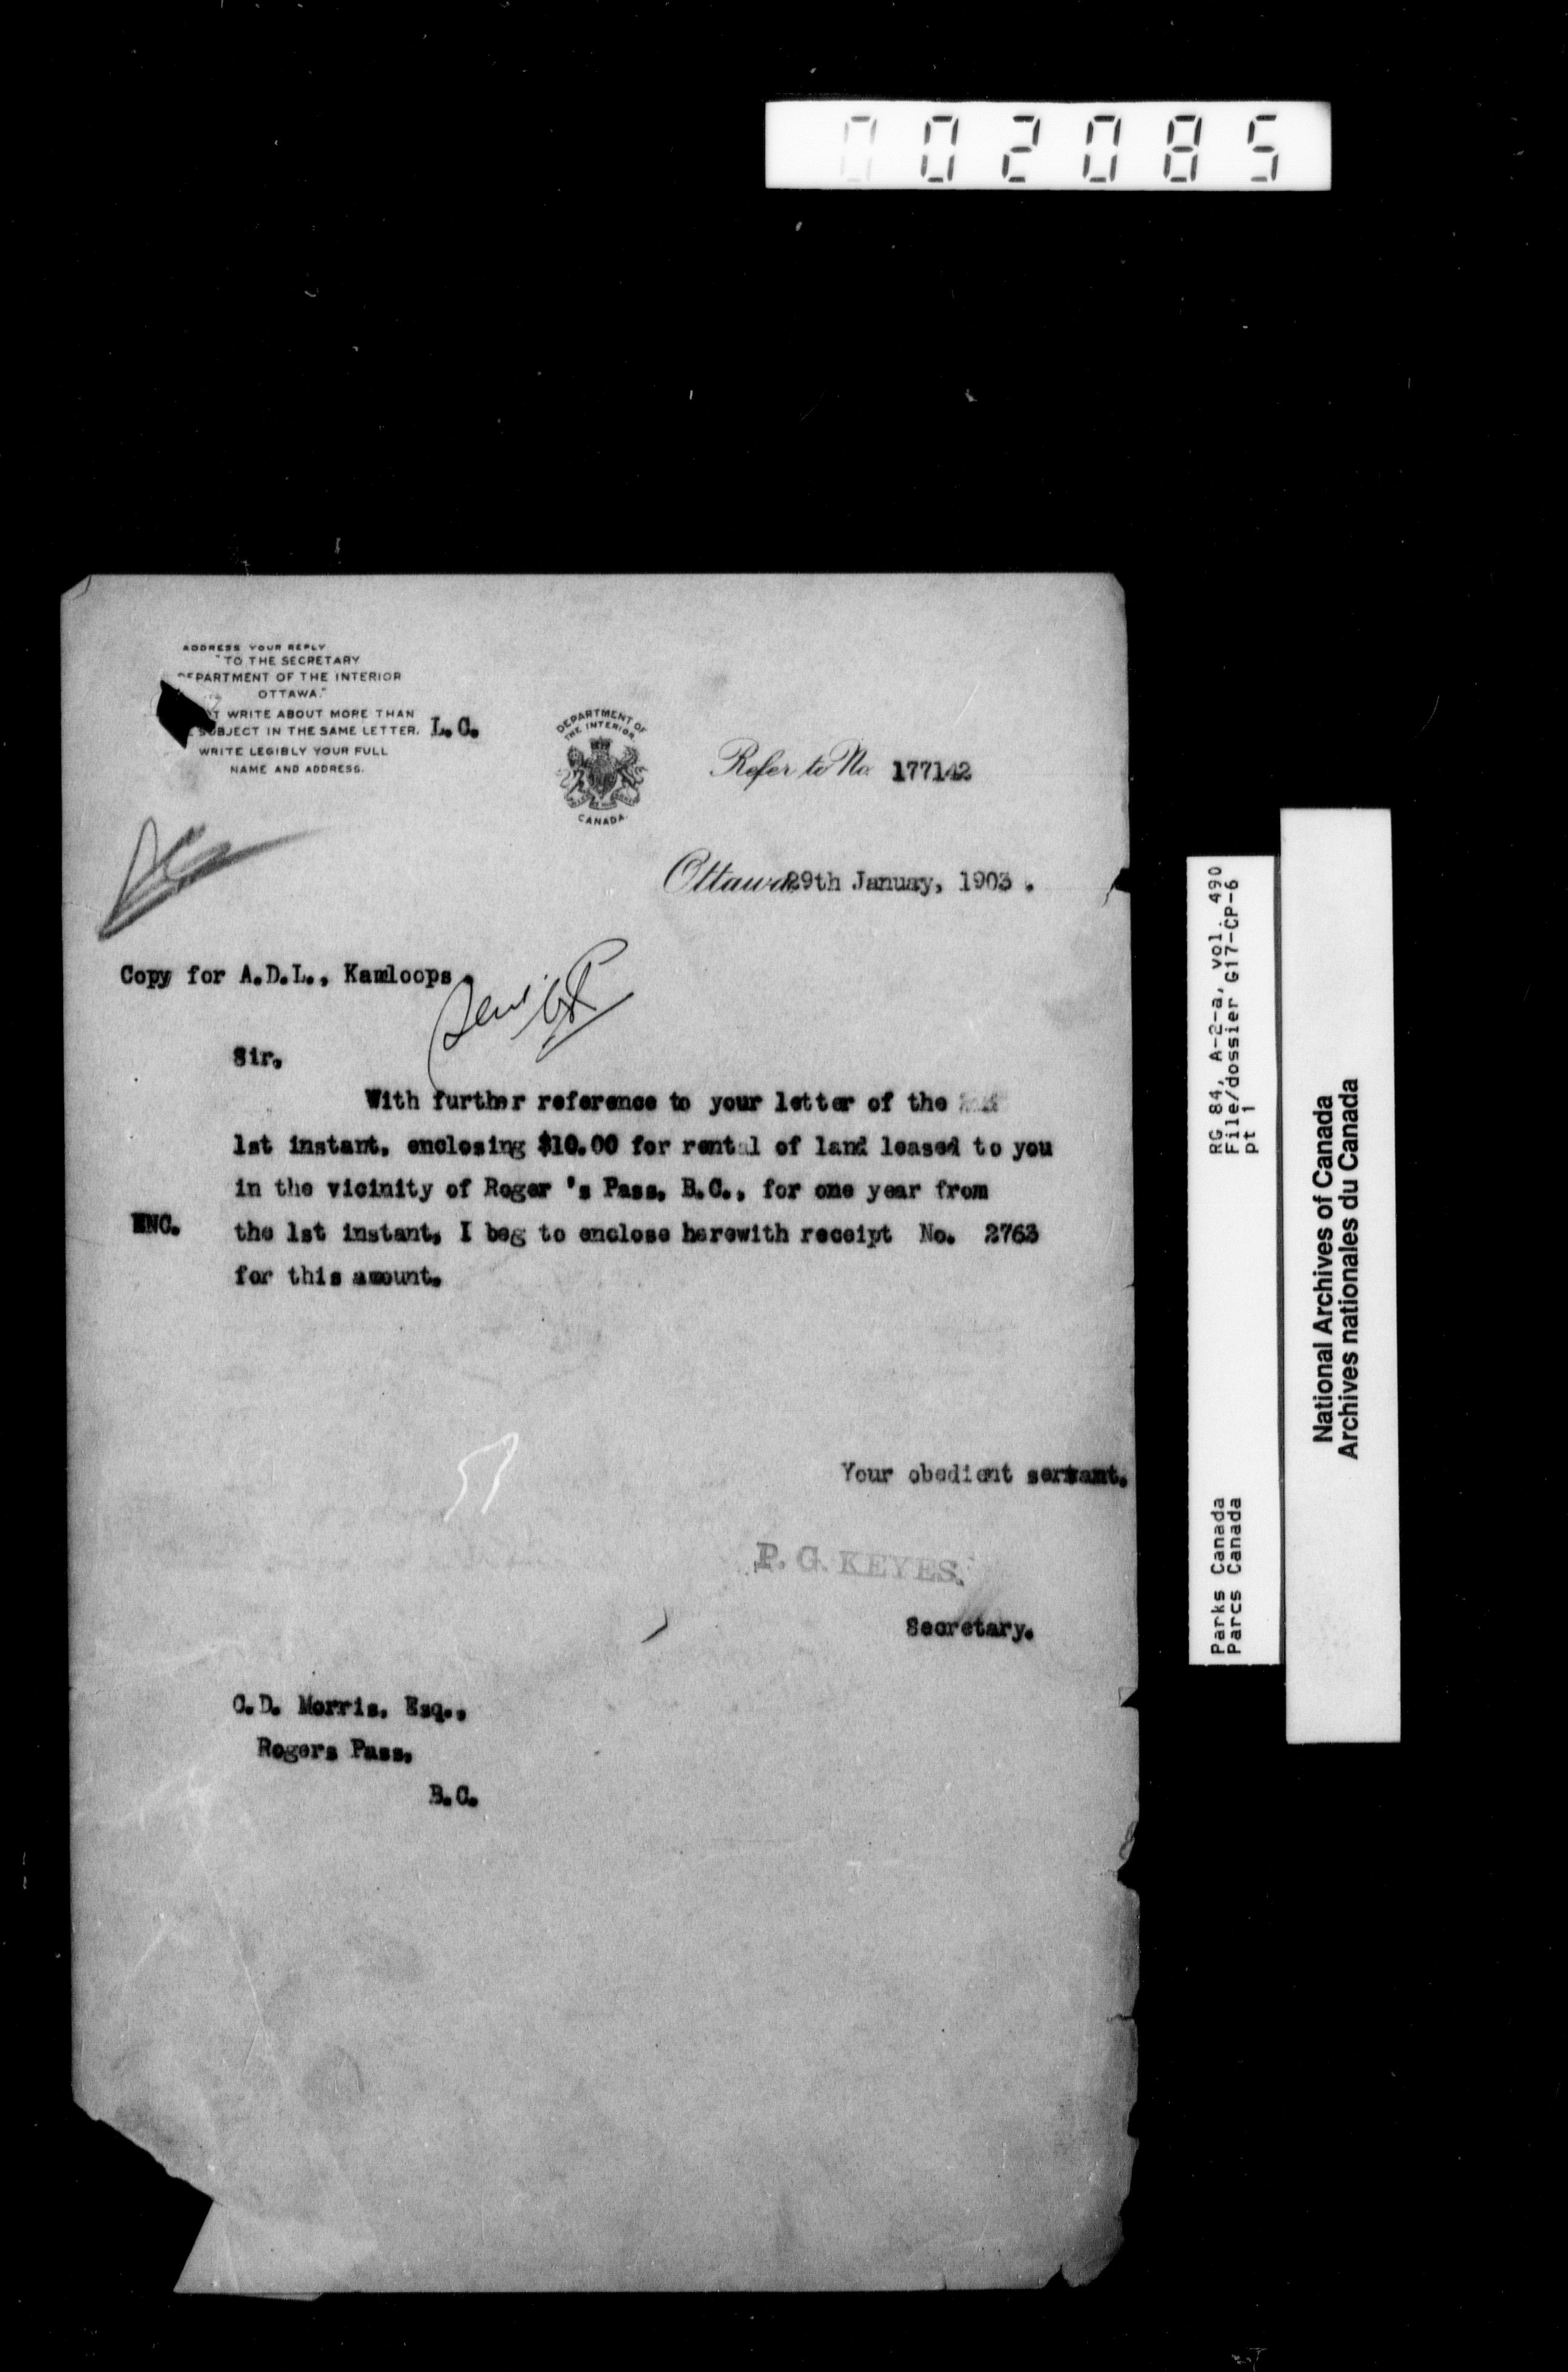 002085
ADDRESS YOUR REPLY
"TO THE SECRETARY
DEPARTMENT OF THE INTERIOR
OTTAWA."
WRITE ABOUT MORE THAN
SUBJECT IN THE SAME LETTER.
WRITE LEGIBLY YOUR FULL
NAME AND ADDRESS.
L.C.
DEPARTMENT OF
THE INTERIOR
CANADA.
Refer to No. 177142
Ottawa, 29th Januay, 1903.
Copy for A.D.L., Kamloops.
Sir,
With further reference to your letter of the
1st instant, enclosing $10.00 for rental of land leased to you
in the vicinity of Roger 's Pass, B.C., for one year from
ENC. the 1st instant, I beg to enclose herewith receipt No. 2763
for this amount.
Your obedient servant,
P. G. KEYES.
Secretary.
C.D. Morris, Esq.,
Rogers Pass,
B.C.
RG 84, A-2-a, vol. 490
File/dossier G17-CP-6
pt 1
Parks Canada
Parcs Canada
National Archives of Canada
Archives nationales du Canada